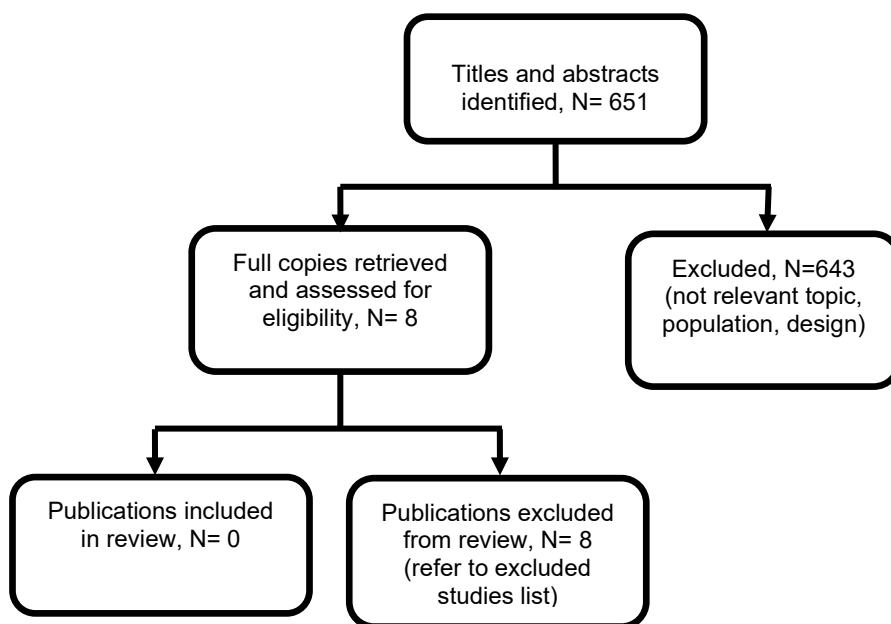 Titles and abstracts
identified, N= 651
Full copies retrieved
and assessed for
eligibility, N= 8
Excluded, N=643
(not relevant topic,
population, design)
Publications included
in review, N= 0
Publications excluded
from review, N= 8
(refer to excluded
studies list)